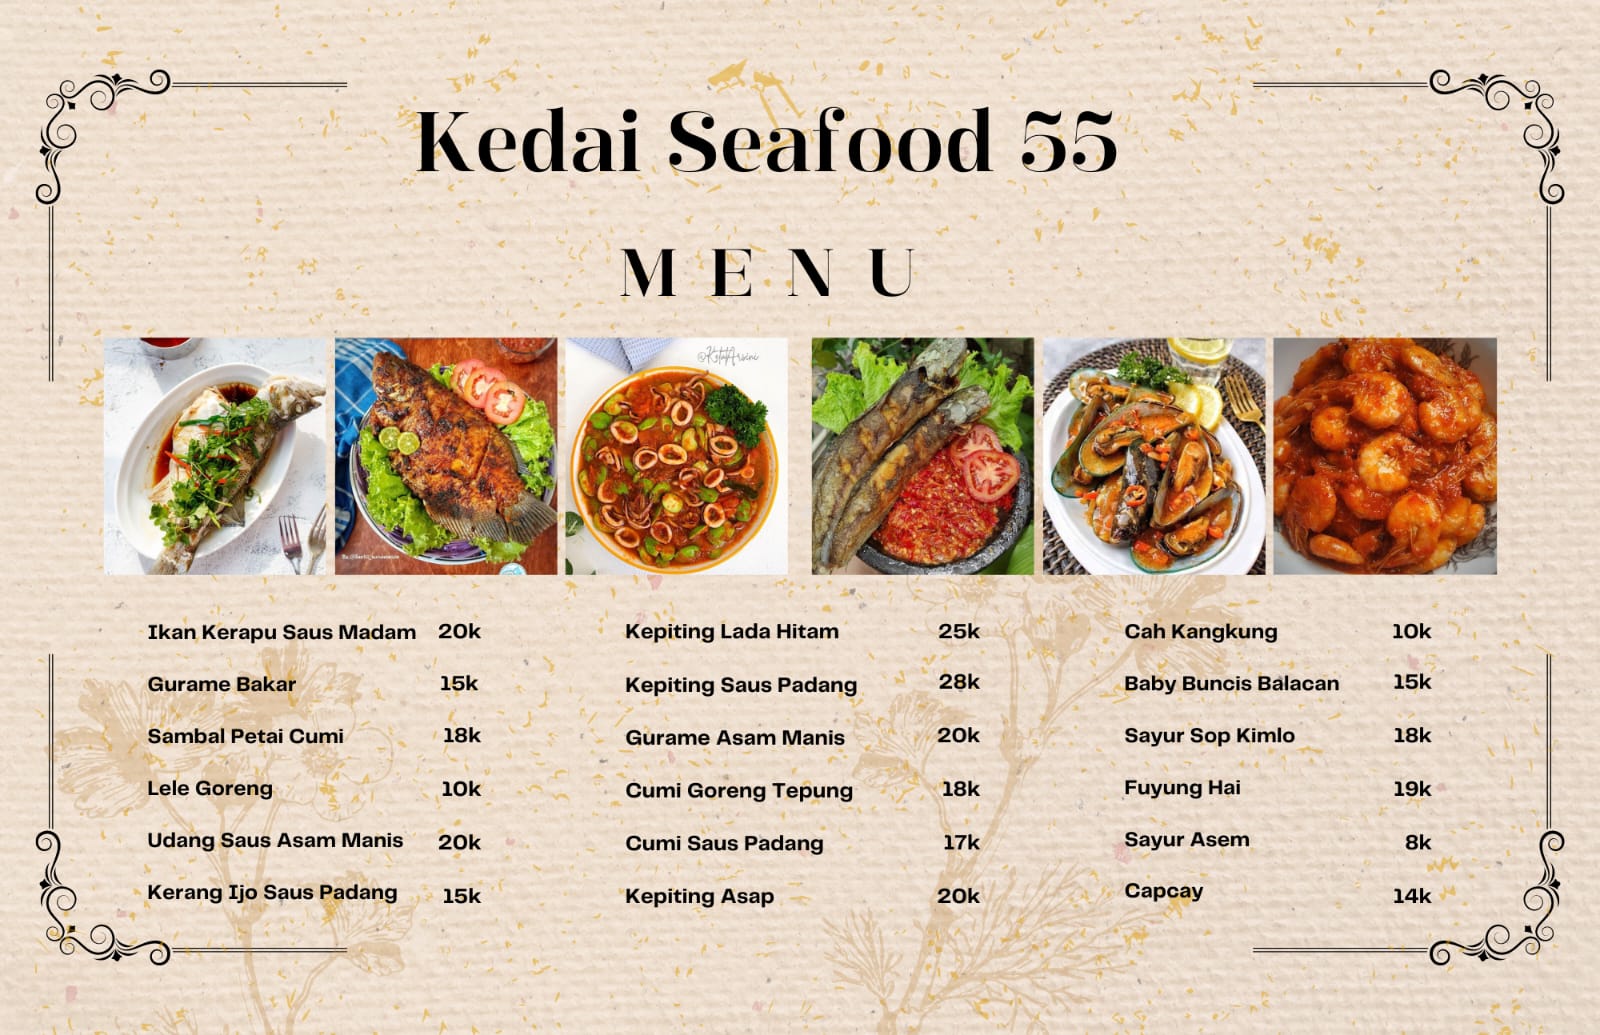 Kedai Seafood 55
MENU
@KotakArsini
Ikan Kerapu Saus Madam 20k
Gurame Bakar 15k
Sambal Petai Cumi 18k
Lele Goreng 10k
Udang Saus Asam Manis 20k
Kerang Ijo Saus Padang 15k
Kepiting Lada Hitam 25k
Kepiting Saus Padang 28k
Gurame Asam Manis 20k
Cumi Goreng Tepung 18k
Cumi Saus Padang 17k
Kepiting Asap 20k
Cah Kangkung 10k
Baby Buncis Balacan 15k
Sayur Sop Kimlo 18k
Fuyung Hai 19k
Sayur Asem 8k
Capcay 14k